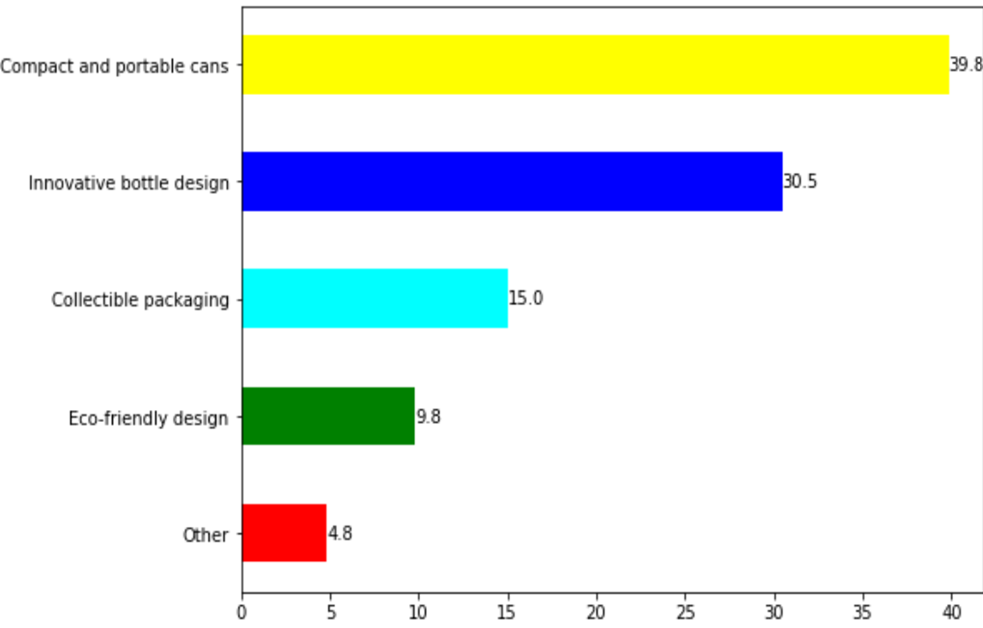 Compact and portable cans 39.8
Innovative bottle design 30.5
Collectible packaging 15.0
Eco-friendly design 9.8
Other 4.8
0 5 10 15 20 25 30 35 40